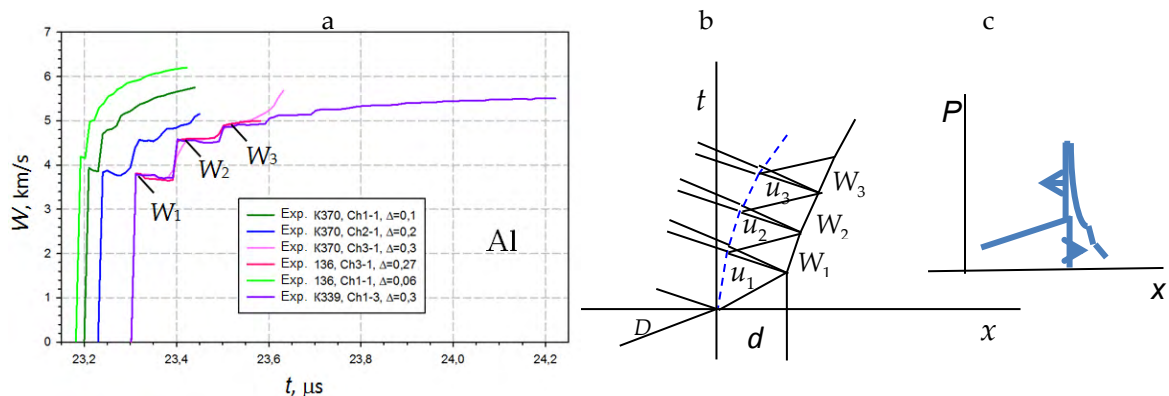 a
W, km/s
7
6
5
4
3
2
1
0
W1
W2
W3
Exp. K370, Ch1-1, Δ=0,1
Exp. K370, Ch2-1, Δ=0,2
Exp. K370, Ch3-1, Δ=0,3
Exp. 136, Ch3-1, Δ=0,27
Exp. 136, Ch1-1, Δ=0,06
Exp. K339, Ch1-3, Δ=0,3
Al
23,2
23,4
23,6
23,8
24,0
24,2
t, μs
b
t
u3
W3
u2
W2
u1
W1
D
d
x
c
P
x